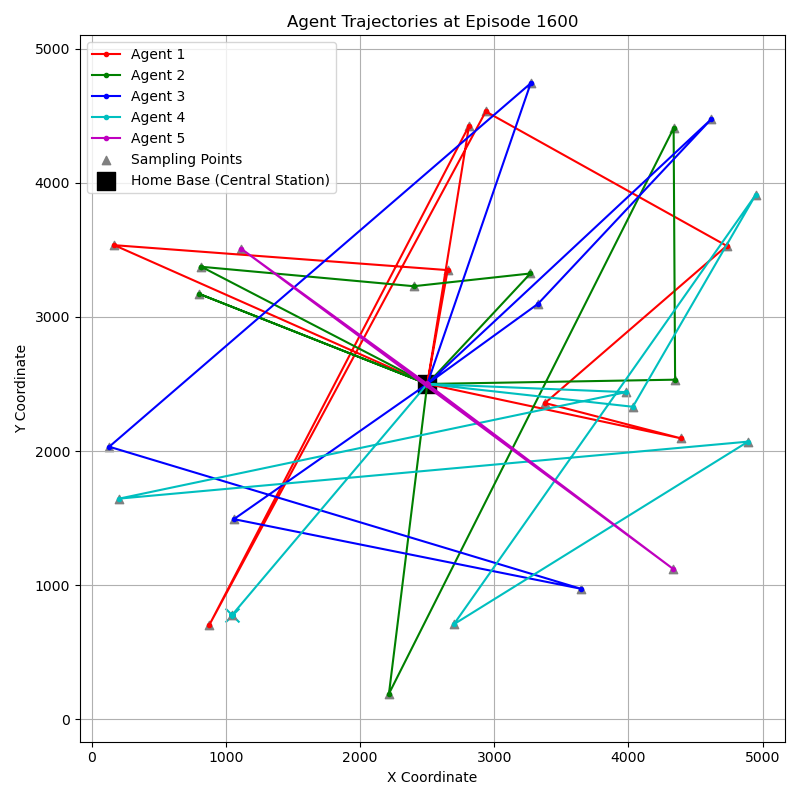 Agent Trajectories at Episode 1600
Agent 1
Agent 2
Agent 3
Agent 4
Agent 5
Sampling Points
Home Base (Central Station)
Y Coordinate
5000
4000
3000
2000
1000
0
0 1000 2000 3000 4000 5000
X Coordinate